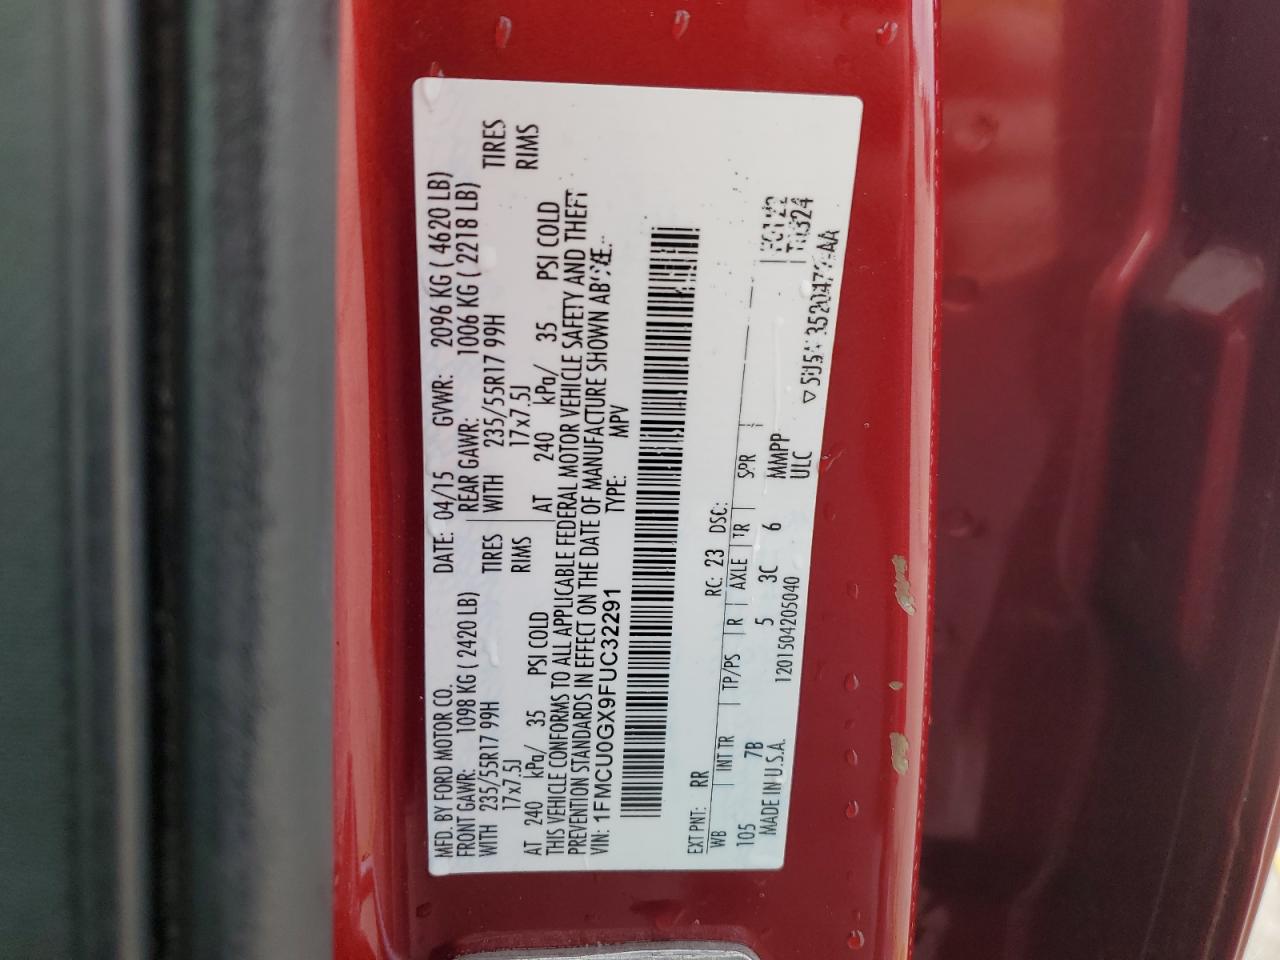 MFD. BY FORD MOTOR CO. DATE: 04/15 GVWR: 2096 KG ( 4620 LB)
FRONT GAWR: 1098 KG ( 2420 LB) REAR GAWR: 1006 KG ( 2218 LB)
WITH 235/55R17 99H TIRES WITH 235/55R17 99H TIRES
17x7.5J RIMS 17x7.5J RIMS
AT 240 kPa/ 35 PSI COLD AT 240 kPa/ 35 PSI COLD
THIS VEHICLE CONFORMS TO ALL APPLICABLE FEDERAL MOTOR VEHICLE SAFETY AND THEFT
PREVENTION STANDARDS IN EFFECT ON THE DATE OF MANUFACTURE SHOWN ABOVE.
VIN: 1FMCU0GX9FUC32291 TYPE: MPV
EXT PNT: RR RC: 23 DSC:
WB INT TR TP/PS R AXLE TR SPR
105 7B 5 3C 6 MMPP
ULC
MADE IN U.S.A. 1201504205040